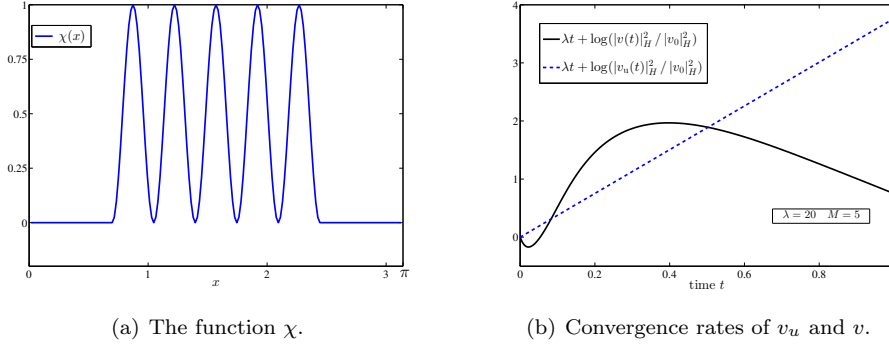 1
0.75
0.5
0.25
0
0
1
2
3
π
x
χ(x)
(a) The function χ.
4
3
2
1
0
0
0.2
0.4
0.6
0.8
time t
λt + log(|v(t)|²_H / |v₀|²_H)
λt + log(|v_u(t)|²_H / |v₀|²_H)
λ = 20 M = 5
(b) Convergence rates of v_u and v.